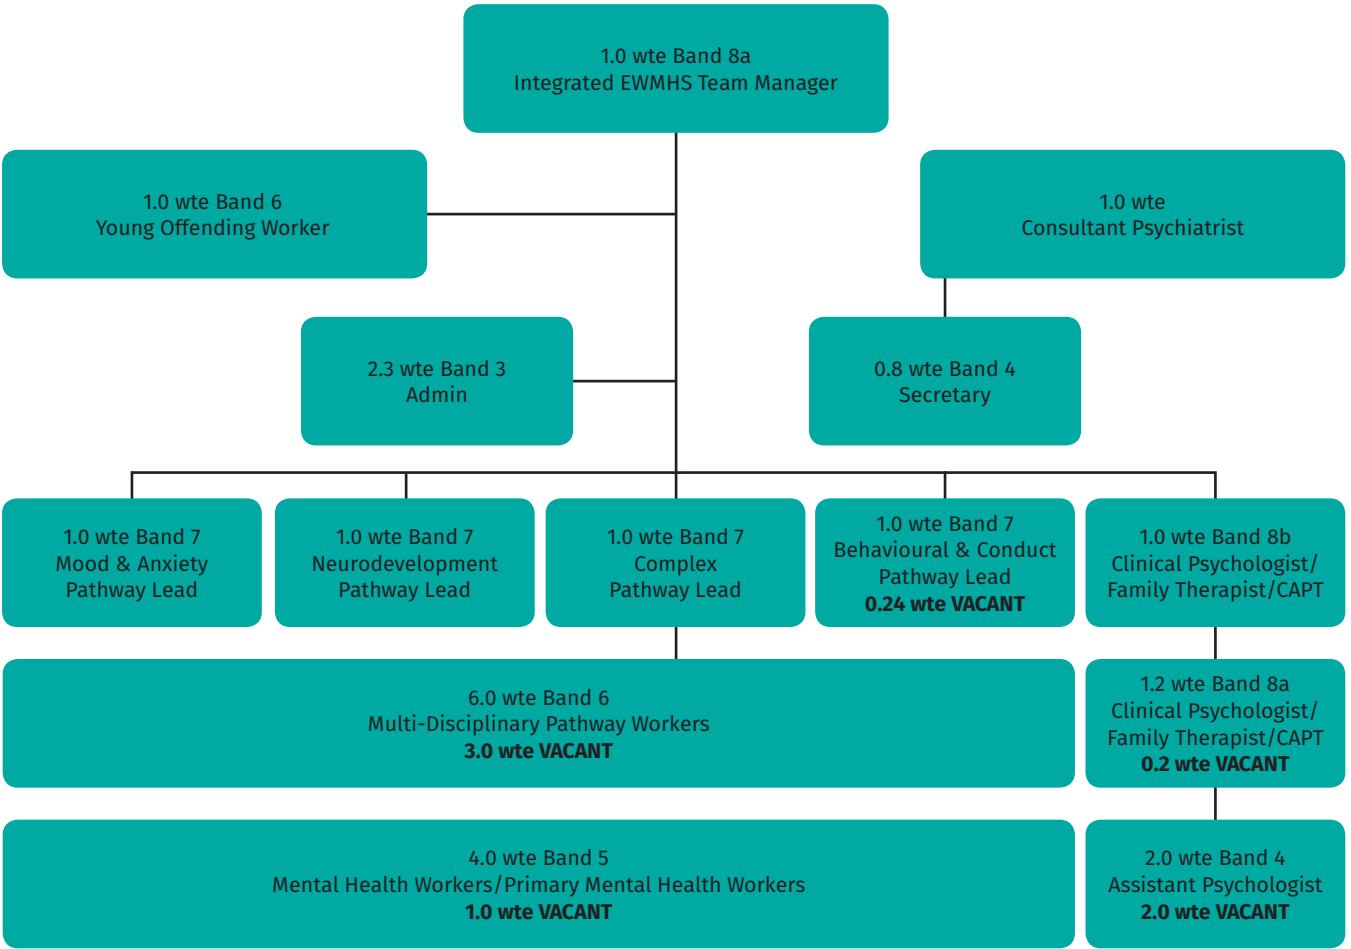 1.0 wte Band 8a
Integrated EWMHS Team Manager
1.0 wte Band 6
Young Offending Worker
1.0 wte
Consultant Psychiatrist
2.3 wte Band 3
Admin
0.8 wte Band 4
Secretary
1.0 wte Band 7
Mood & Anxiety
Pathway Lead
1.0 wte Band 7
Neurodevelopment
Pathway Lead
1.0 wte Band 7
Complex
Pathway Lead
1.0 wte Band 7
Behavioural & Conduct
Pathway Lead
0.24 wte VACANT
1.0 wte Band 8b
Clinical Psychologist/
Family Therapist/CAPT
6.0 wte Band 6
Multi-Disciplinary Pathway Workers
3.0 wte VACANT
1.2 wte Band 8a
Clinical Psychologist/
Family Therapist/CAPT
0.2 wte VACANT
4.0 wte Band 5
Mental Health Workers/Primary Mental Health Workers
1.0 wte VACANT
2.0 wte Band 4
Assistant Psychologist
2.0 wte VACANT